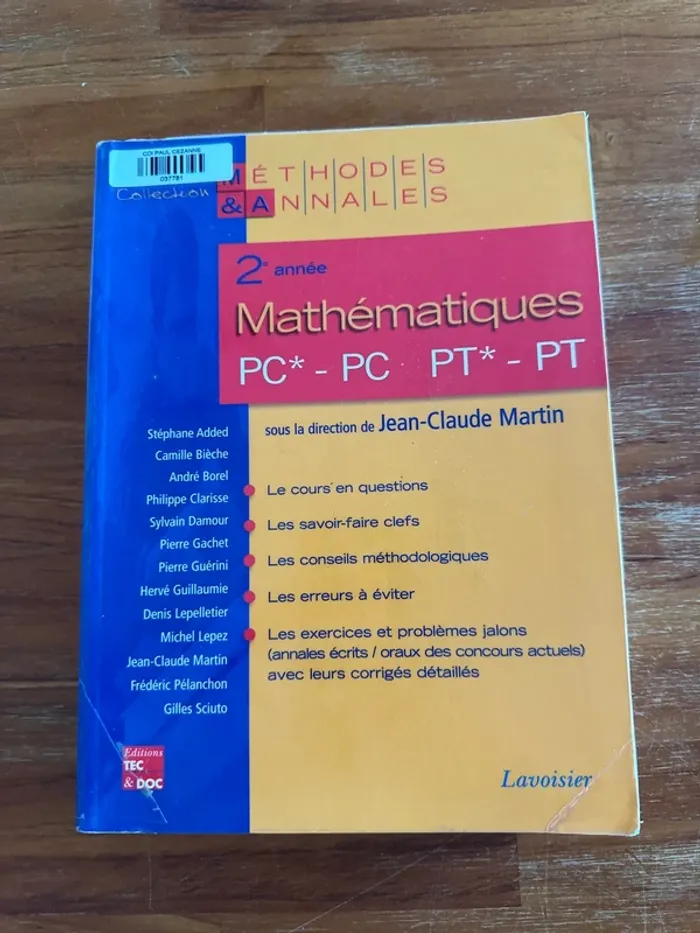 CDI PAUL CEZANNE
037781
Collection
MÉTHODES
& ANNALES
2e année
Mathématiques
PC* - PC PT* - PT
sous la direction de Jean-Claude Martin
Stéphane Added
Camille Bièche
André Borel
Philippe Clarisse
Sylvain Damour
Pierre Gachet
Pierre Guérini
Hervé Guillaumie
Denis Lepelletier
Michel Lepez
Jean-Claude Martin
Frédéric Pélanchon
Gilles Sciuto
Le cours en questions
Les savoir-faire clefs
Les conseils méthodologiques
Les erreurs à éviter
Les exercices et problèmes jalons
(annales écrits / oraux des concours actuels)
avec leurs corrigés détaillés
Editions
TEC
& DOC
Lavoisier